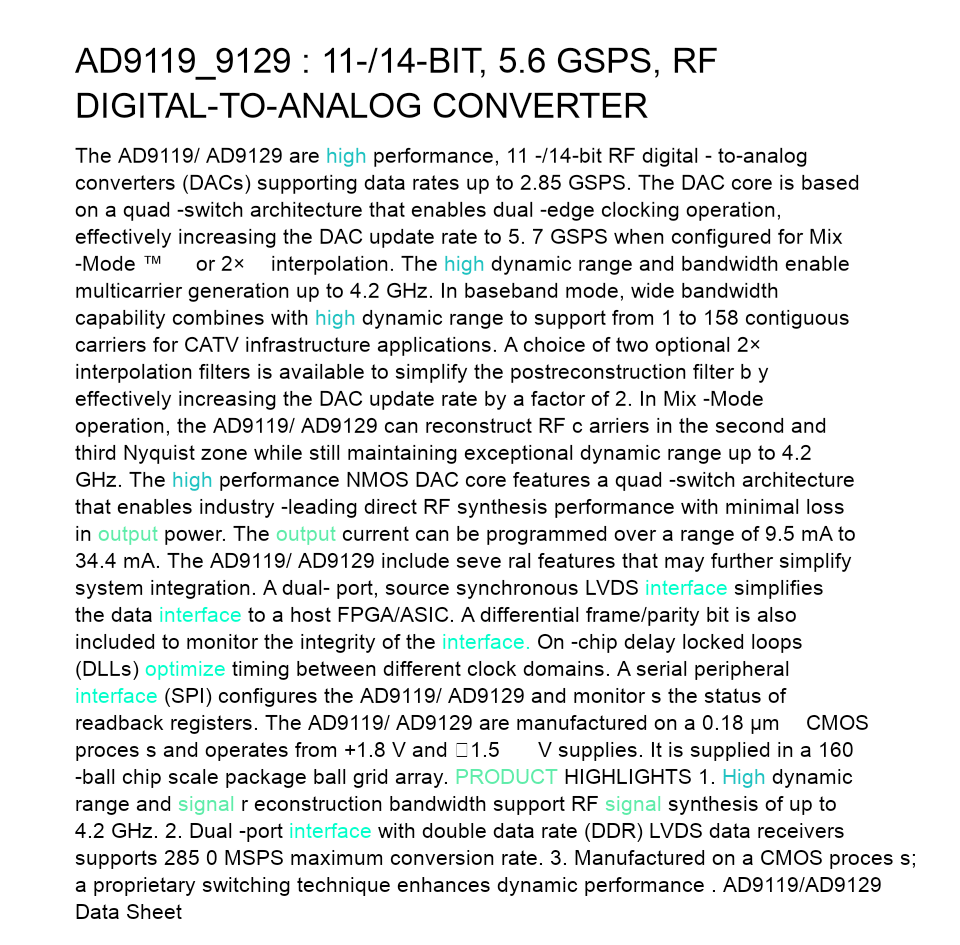 AD9119_9129 : 11-/14-BIT, 5.6 GSPS, RF
DIGITAL-TO-ANALOG CONVERTER
The AD9119/ AD9129 are high performance, 11 -/14-bit RF digital - to-analog
converters (DACs) supporting data rates up to 2.85 GSPS. The DAC core is based
on a quad -switch architecture that enables dual -edge clocking operation,
effectively increasing the DAC update rate to 5. 7 GSPS when configured for Mix
-Mode ™ or 2× interpolation. The high dynamic range and bandwidth enable
multicarrier generation up to 4.2 GHz. In baseband mode, wide bandwidth
capability combines with high dynamic range to support from 1 to 158 contiguous
carriers for CATV infrastructure applications. A choice of two optional 2×
interpolation filters is available to simplify the postreconstruction filter b y
effectively increasing the DAC update rate by a factor of 2. In Mix -Mode
operation, the AD9119/ AD9129 can reconstruct RF c arriers in the second and
third Nyquist zone while still maintaining exceptional dynamic range up to 4.2
GHz. The high performance NMOS DAC core features a quad -switch architecture
that enables industry -leading direct RF synthesis performance with minimal loss
in output power. The output current can be programmed over a range of 9.5 mA to
34.4 mA. The AD9119/ AD9129 include seve ral features that may further simplify
system integration. A dual- port, source synchronous LVDS interface simplifies
the data interface to a host FPGA/ASIC. A differential frame/parity bit is also
included to monitor the integrity of the interface. On -chip delay locked loops
(DLLs) optimize timing between different clock domains. A serial peripheral
interface (SPI) configures the AD9119/ AD9129 and monitor s the status of
readback registers. The AD9119/ AD9129 are manufactured on a 0.18 µm CMOS
proces s and operates from +1.8 V and □1.5 V supplies. It is supplied in a 160
-ball chip scale package ball grid array. PRODUCT HIGHLIGHTS 1. High dynamic
range and signal r econstruction bandwidth support RF signal synthesis of up to
4.2 GHz. 2. Dual -port interface with double data rate (DDR) LVDS data receivers
supports 285 0 MSPS maximum conversion rate. 3. Manufactured on a CMOS proces s;
a proprietary switching technique enhances dynamic performance . AD9119/AD9129
Data Sheet